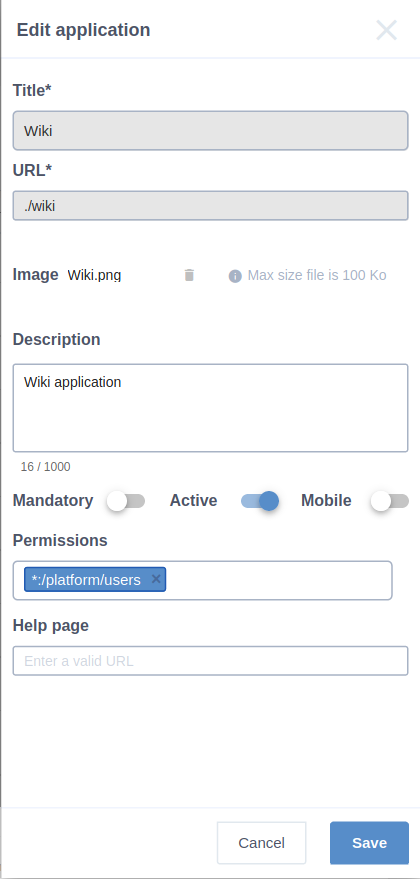 Edit application
Title*
Wiki
URL*
./wiki
Image Wiki.png Max size file is 100 Ko
Description
Wiki application
16 / 1000
Mandatory Active Mobile
Permissions
*:/platform/users
Help page
Enter a valid URL
Cancel Save